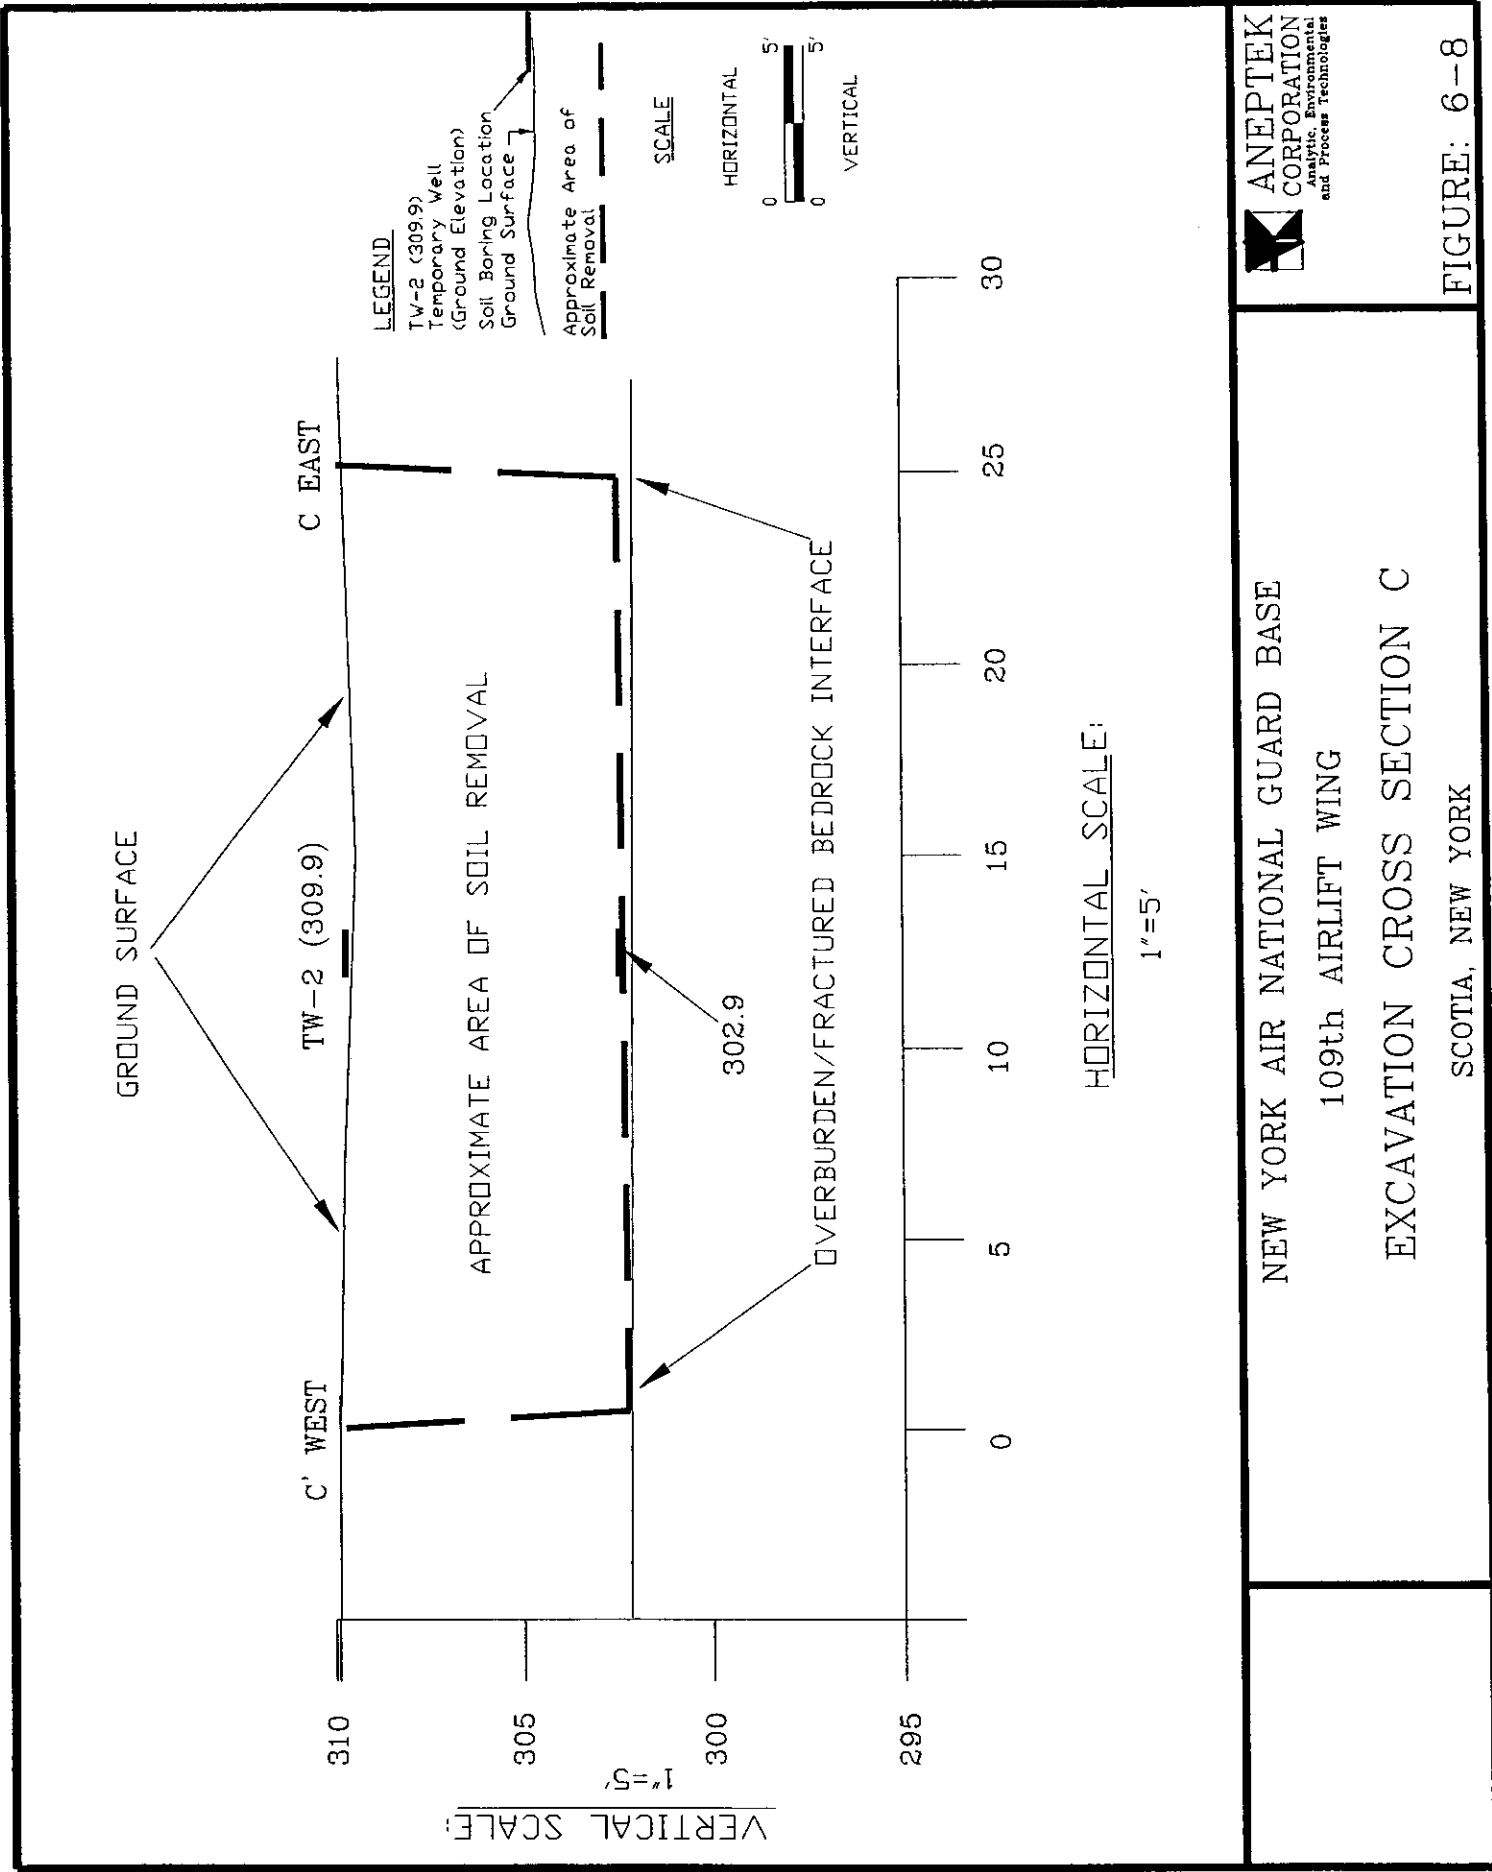 GROUND SURFACE
C' WEST
TW-2 (309.9)
C EAST
APPROXIMATE AREA OF SOIL REMOVAL
302.9
OVERBURDEN/FRACTURED BEDROCK INTERFACE
310
305
300
295
VERTICAL SCALE:
1"=5'
0
5
10
15
20
25
30
HORIZONTAL SCALE:
1"=5'
LEGEND
TW-2 (309.9)
Temporary Well
(Ground Elevation)
Soil Boring Location
Ground Surface
Approximate Area of
Soil Removal
SCALE
HORIZONTAL
0 5'
0 5'
VERTICAL
NEW YORK AIR NATIONAL GUARD BASE
109th AIRLIFT WING
EXCAVATION CROSS SECTION C
SCOTIA, NEW YORK
ANEPTEK
CORPORATION
Analytic, Environmental
and Process Technologies
FIGURE: 6-8